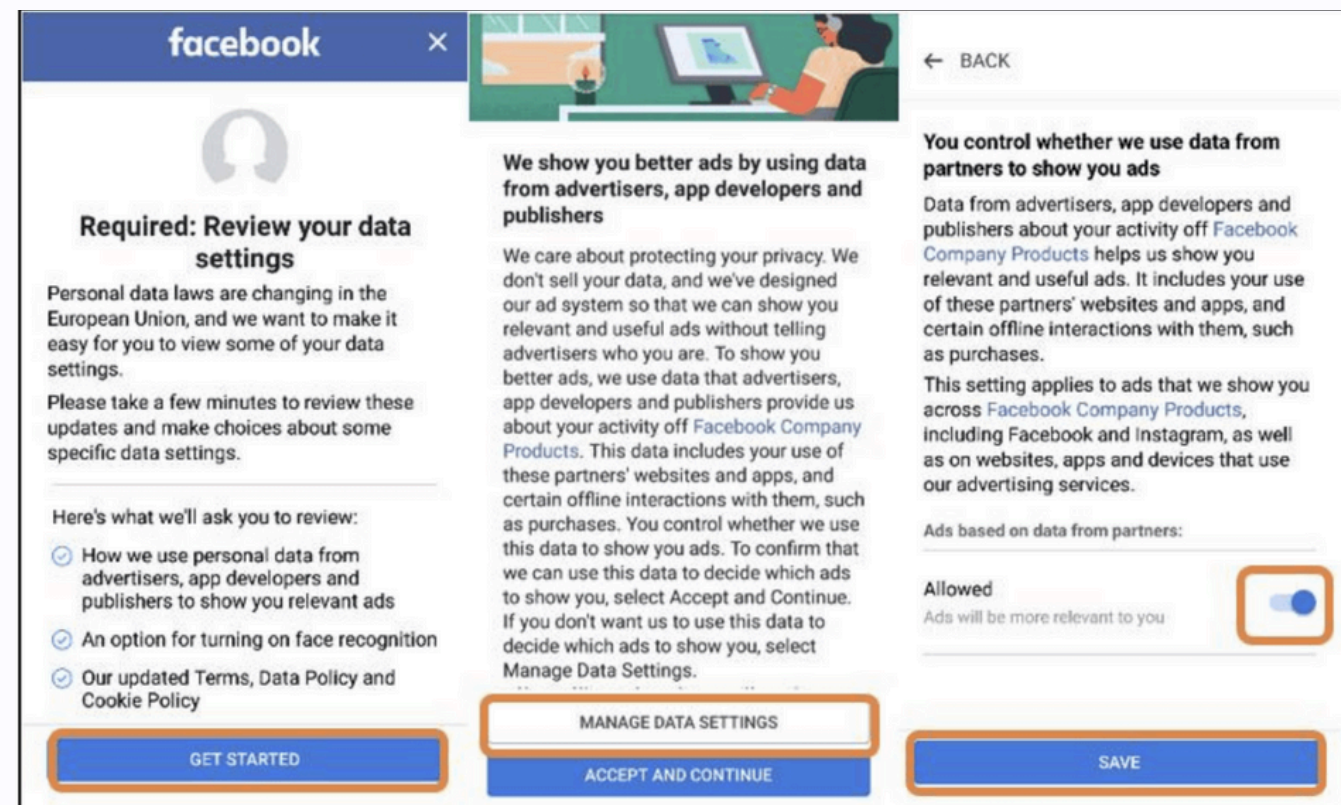 facebook
×
Required: Review your data
settings
Personal data laws are changing in the
European Union, and we want to make it
easy for you to view some of your data
settings.
Please take a few minutes to review these
updates and make choices about some
specific data settings.
Here's what we'll ask you to review:
How we use personal data from
advertisers, app developers and
publishers to show you relevant ads
An option for turning on face recognition
Our updated Terms, Data Policy and
Cookie Policy
GET STARTED
We show you better ads by using data
from advertisers, app developers and
publishers
We care about protecting your privacy. We
don't sell your data, and we've designed
our ad system so that we can show you
relevant and useful ads without telling
advertisers who you are. To show you
better ads, we use data that advertisers,
app developers and publishers provide us
about your activity off Facebook Company
Products. This data includes your use of
these partners' websites and apps, and
certain offline interactions with them, such
as purchases. You control whether we use
this data to show you ads. To confirm that
we can use this data to decide which ads
to show you, select Accept and Continue.
If you don't want us to use this data to
decide which ads to show you, select
Manage Data Settings.
MANAGE DATA SETTINGS
ACCEPT AND CONTINUE
← BACK
You control whether we use data from
partners to show you ads
Data from advertisers, app developers and
publishers about your activity off Facebook
Company Products helps us show you
relevant and useful ads. It includes your use
of these partners' websites and apps, and
certain offline interactions with them, such
as purchases.
This setting applies to ads that we show you
across Facebook Company Products,
including Facebook and Instagram, as well
as on websites, apps and devices that use
our advertising services.
Ads based on data from partners:
Allowed
Ads will be more relevant to you
SAVE